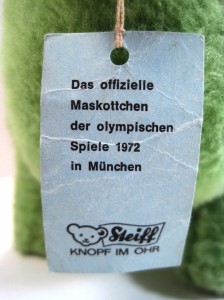 Das offizielle
Maskottchen
der olympischen
Spiele 1972
in München
Steiff
KNOPF IM OHR